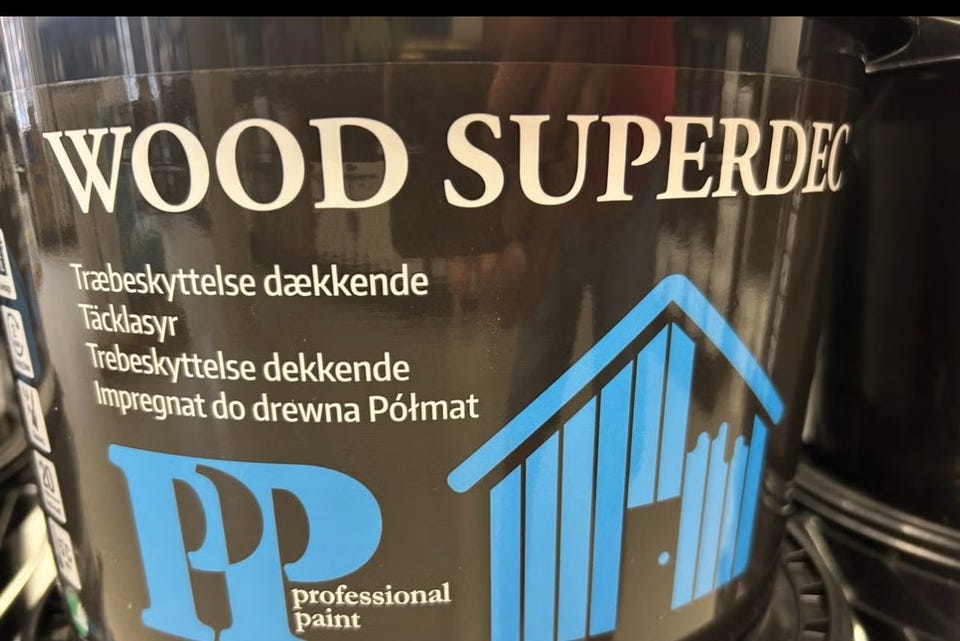 WOOD SUPERDEC
Træbeskyttelse dækkende
Täcklasyr
Trebeskyttelse dekkende
Impregnat do drewna Półmat
PP
professional
paint